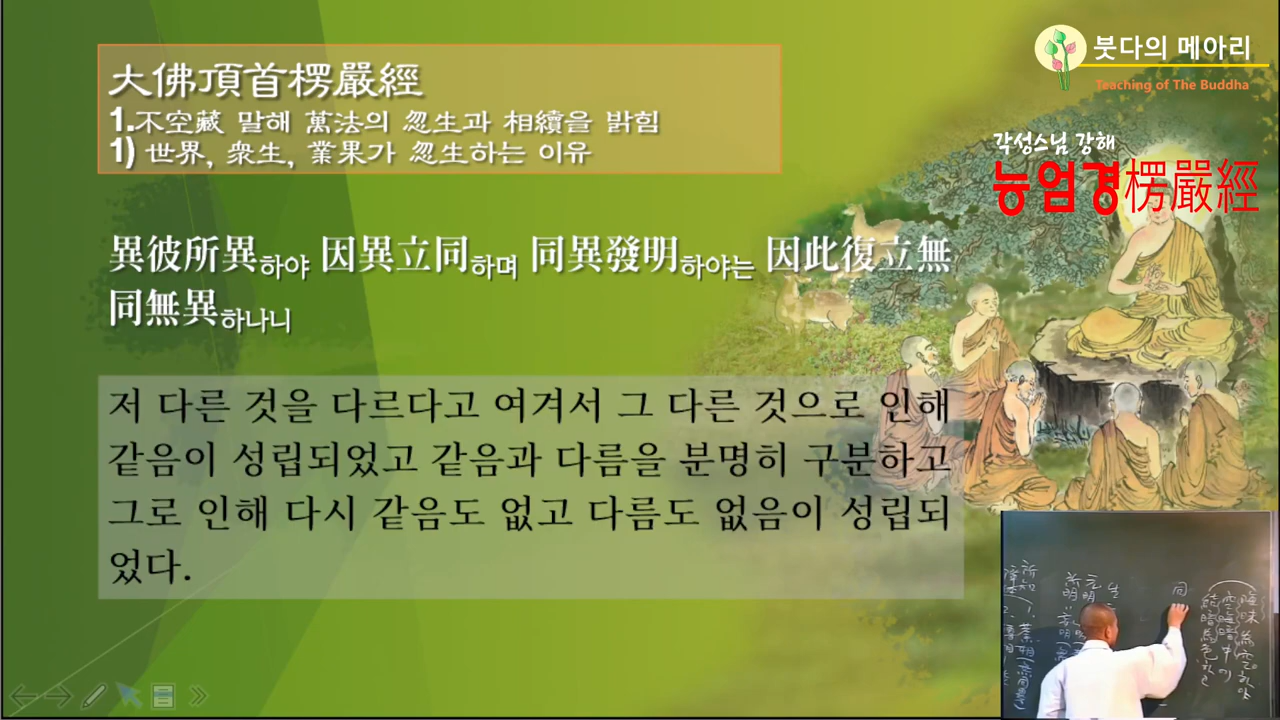 大佛頂首楞嚴經
1.不空藏 말해 萬法의 忽生과 相續을 밝힘
1) 世界, 衆生, 業果가 忽生하는 이유
붓다의 메아리
Teaching of The Buddha
각성스님 강해
능엄경楞嚴經
異彼所異하야 因異立同하며 同異發明하야는 因此復立無
同無異하나니
저 다른 것을 다르다고 여겨서 그 다른 것으로 인해
같음이 성립되었고 같음과 다름을 분명히 구분하고
그로 인해 다시 같음도 없고 다름도 없음이 성립되
었다.
同